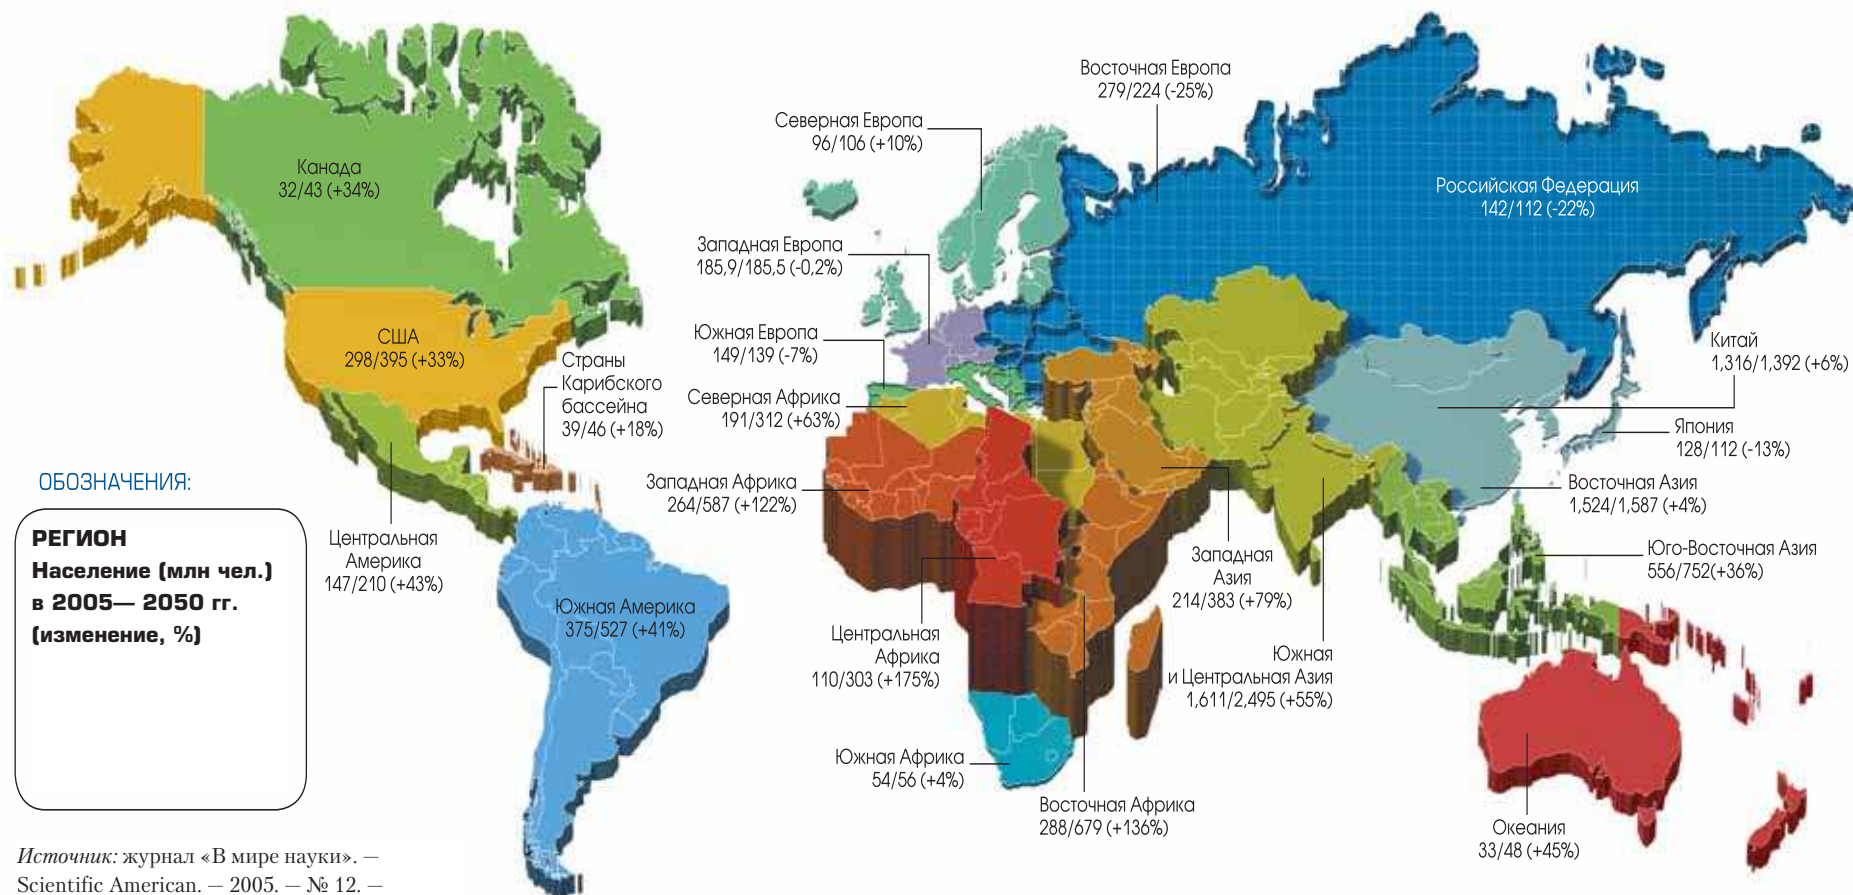 Канада
32/43 (+34%)
США
298/395 (+33%)
Страны
Карибского
бассейна
39/46 (+18%)
Центральная
Америка
147/210 (+43%)
Южная Америка
375/527 (+41%)
ОБОЗНАЧЕНИЯ:
РЕГИОН
Население (млн чел.)
в 2005— 2050 гг.
(изменение, %)
Источник: журнал «В мире науки». —
Scientific American. — 2005. — № 12. —
Восточная Европа
279/224 (-25%)
Северная Европа
96/106 (+10%)
Российская Федерация
142/112 (-22%)
Западная Европа
185,9/185,5 (-0,2%)
Южная Европа
149/139 (-7%)
Северная Африка
191/312 (+63%)
Западная Африка
264/587 (+122%)
Центральная
Африка
110/303 (+175%)
Южная Африка
54/56 (+4%)
Восточная Африка
288/679 (+136%)
Западная
Азия
214/383 (+79%)
Южная
и Центральная Азия
1,611/2,495 (+55%)
Китай
1,316/1,392 (+6%)
Япония
128/112 (-13%)
Восточная Азия
1,524/1,587 (+4%)
Юго-Восточная Азия
556/752(+36%)
Океания
33/48 (+45%)